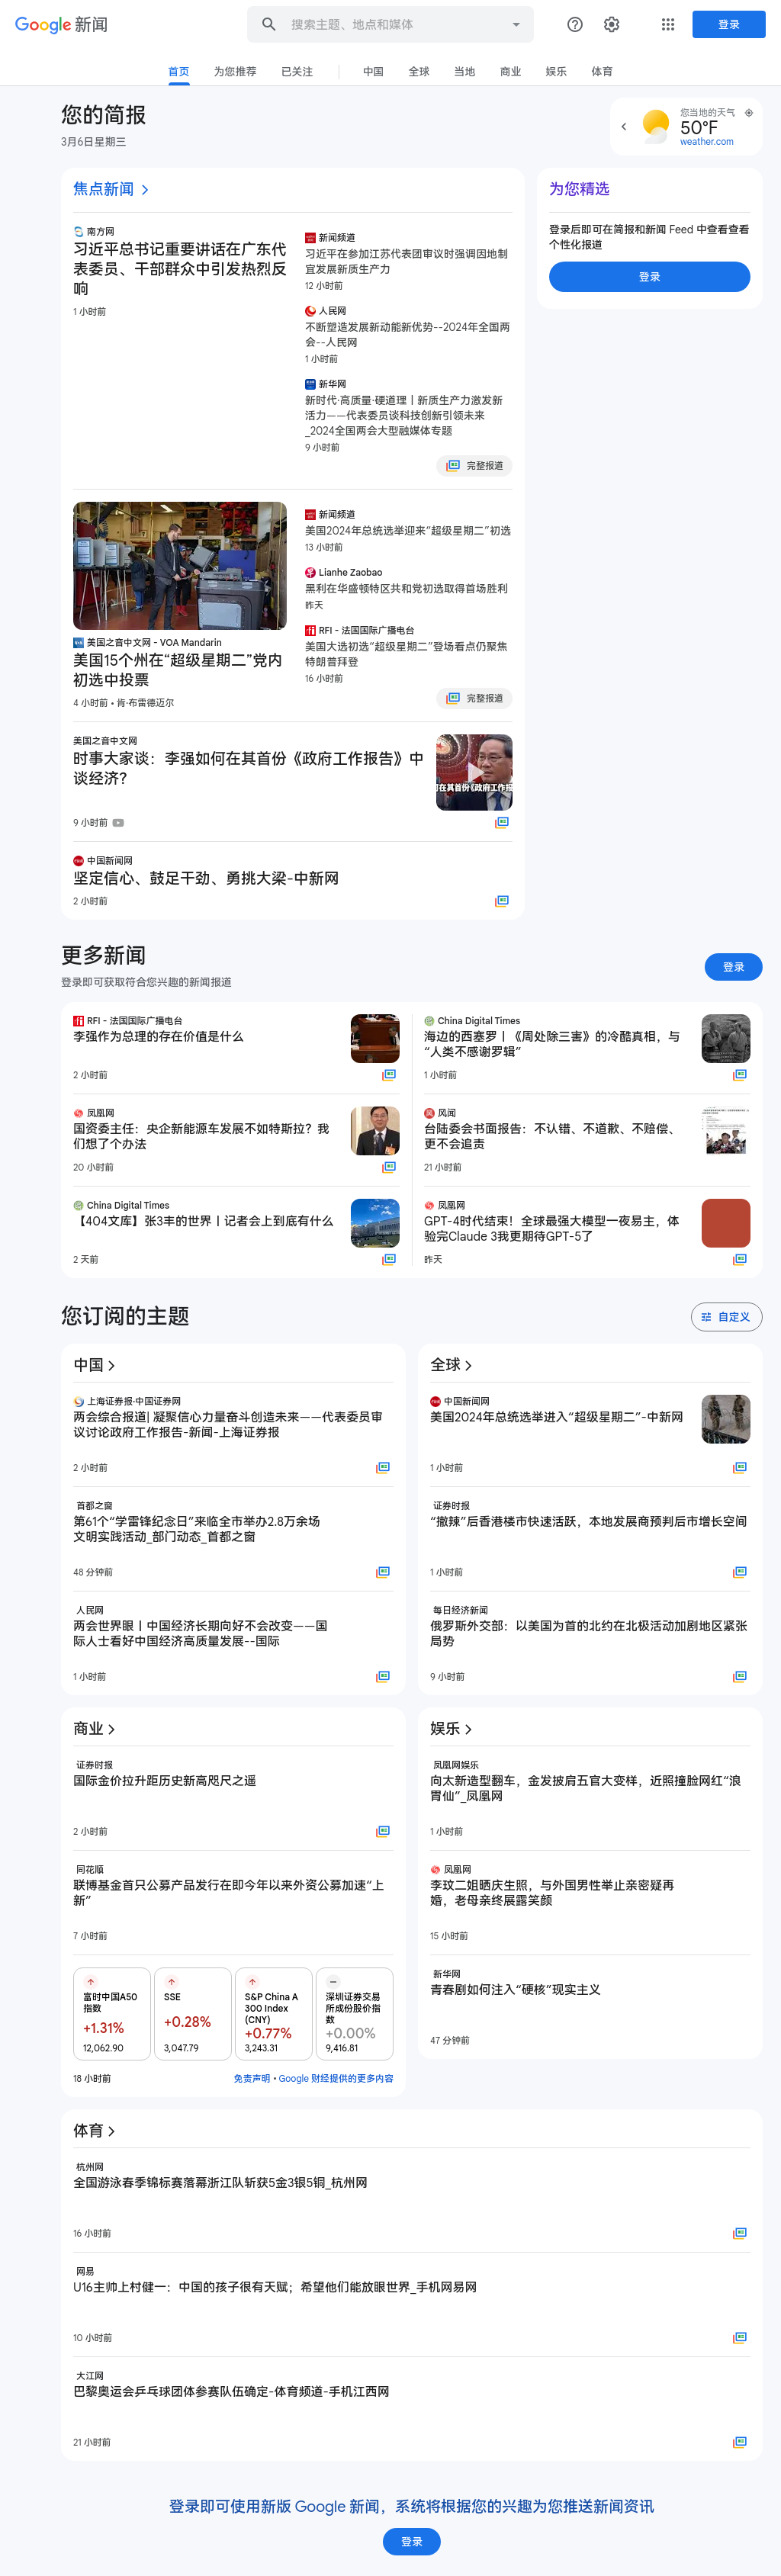 Google 新闻
搜索主题、地点和媒体
登录
首页
为您推荐
已关注
中国
全球
当地
商业
娱乐
体育
您的简报
3月6日星期三
您当地的天气
50°F
weather.com
焦点新闻
南方网
习近平总书记重要讲话在广东代
表委员、干部群众中引发热烈反
响
1 小时前
新闻频道
习近平在参加江苏代表团审议时强调因地制
宜发展新质生产力
12 小时前
人民网
不断塑造发展新动能新优势--2024年全国两
会--人民网
1 小时前
新华网
新时代·高质量·硬道理丨新质生产力激发新
活力——代表委员谈科技创新引领未来
_2024全国两会大型融媒体专题
9 小时前
完整报道
为您精选
登录后即可在简报和新闻 Feed 中查看查看
个性化报道
登录
美国之音中文网 - VOA Mandarin
美国15个州在“超级星期二”党内
初选中投票
4 小时前 • 肯·布雷德迈尔
新闻频道
美国2024年总统选举迎来“超级星期二”初选
13 小时前
Lianhe Zaobao
黑利在华盛顿特区共和党初选取得首场胜利
昨天
RFI - 法国国际广播电台
美国大选初选“超级星期二”登场看点仍聚焦
特朗普拜登
16 小时前
完整报道
美国之音中文网
时事大家谈：李强如何在其首份《政府工作报告》中
谈经济？
9 小时前
可在其首份《政府工作报
中国新闻网
坚定信心、鼓足干劲、勇挑大梁-中新网
2 小时前
更多新闻
登录即可获取符合您兴趣的新闻报道
登录
RFI - 法国国际广播电台
李强作为总理的存在价值是什么
2 小时前
China Digital Times
海边的西塞罗丨《周处除三害》的冷酷真相，与
“人类不感谢罗辑”
1 小时前
凤凰网
国资委主任：央企新能源车发展不如特斯拉？我
们想了个办法
20 小时前
风闻
台陆委会书面报告：不认错、不道歉、不赔偿、
更不会追责
21 小时前
China Digital Times
【404文库】张3丰的世界丨记者会上到底有什么
2 天前
凤凰网
GPT-4时代结束！全球最强大模型一夜易主，体
验完Claude 3我更期待GPT-5了
昨天
您订阅的主题
自定义
中国
上海证券报·中国证券网
两会综合报道| 凝聚信心力量奋斗创造未来——代表委员审
议讨论政府工作报告-新闻-上海证券报
2 小时前
首都之窗
第61个“学雷锋纪念日”来临全市举办2.8万余场
文明实践活动_部门动态_首都之窗
48 分钟前
人民网
两会世界眼丨中国经济长期向好不会改变——国
际人士看好中国经济高质量发展--国际
1 小时前
全球
中国新闻网
美国2024年总统选举进入“超级星期二”-中新网
1 小时前
证券时报
“撤辣”后香港楼市快速活跃，本地发展商预判后市增长空间
1 小时前
每日经济新闻
俄罗斯外交部：以美国为首的北约在北极活动加剧地区紧张
局势
9 小时前
商业
证券时报
国际金价拉升距历史新高咫尺之遥
2 小时前
同花顺
联博基金首只公募产品发行在即今年以来外资公募加速“上
新”
7 小时前
富时中国A50
指数
+1.31%
12,062.90
SSE
+0.28%
3,047.79
S&P China A
300 Index
(CNY)
+0.77%
3,243.31
深圳证券交易
所成份股价指
数
+0.00%
9,416.81
18 小时前
免责声明 • Google 财经提供的更多内容
娱乐
凤凰网娱乐
向太新造型翻车，金发披肩五官大变样，近照撞脸网红“浪
胃仙”_凤凰网
1 小时前
凤凰网
李玟二姐晒庆生照，与外国男性举止亲密疑再
婚，老母亲终展露笑颜
15 小时前
新华网
青春剧如何注入“硬核”现实主义
47 分钟前
体育
杭州网
全国游泳春季锦标赛落幕浙江队斩获5金3银5铜_杭州网
16 小时前
网易
U16主帅上村健一：中国的孩子很有天赋；希望他们能放眼世界_手机网易网
10 小时前
大江网
巴黎奥运会乒乓球团体参赛队伍确定-体育频道-手机江西网
21 小时前
登录即可使用新版 Google 新闻，系统将根据您的兴趣为您推送新闻资讯
登录